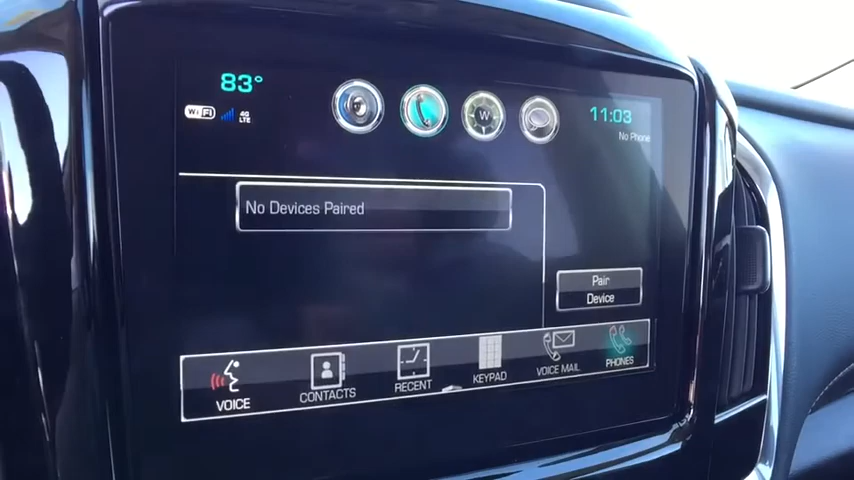 83°
WiFi 4G LTE
W
11:03
No Phone
No Devices Paired
Pair
Device
VOICE
CONTACTS
RECENT
KEYPAD
VOICE MAIL
PHONES